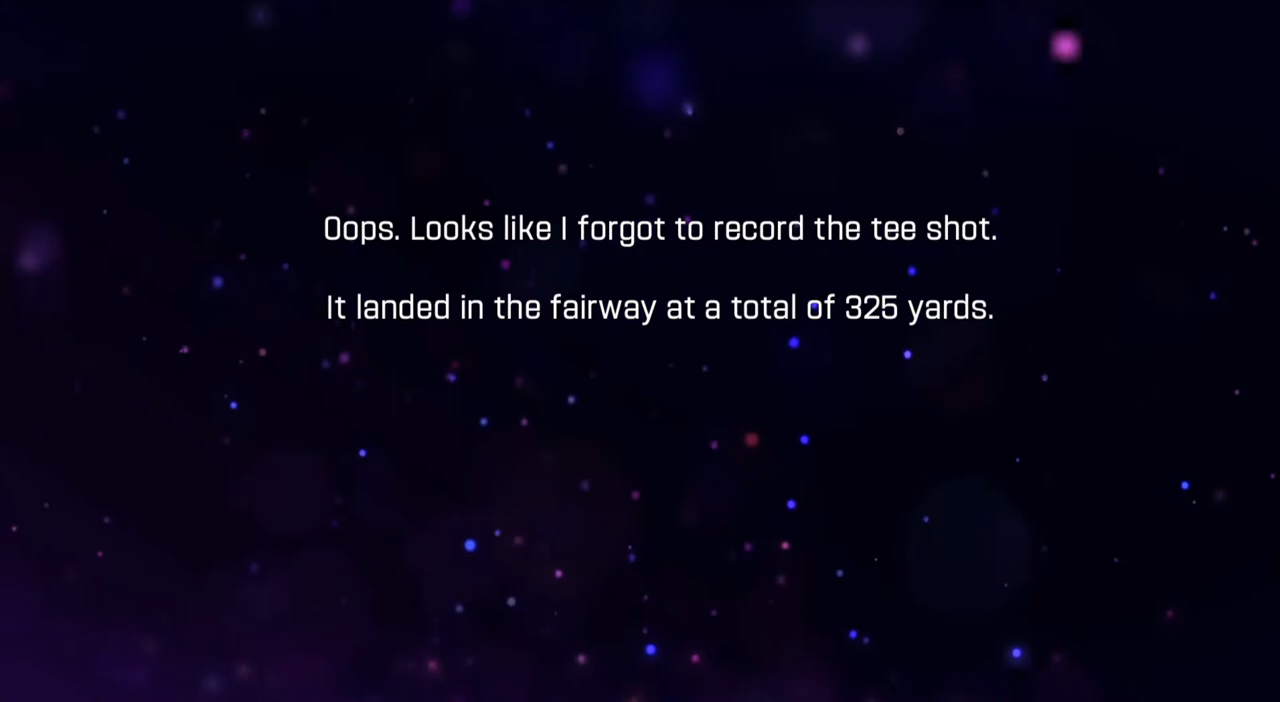 Oops. Looks like I forgot to record the tee shot.
It landed in the fairway at a total of 325 yards.